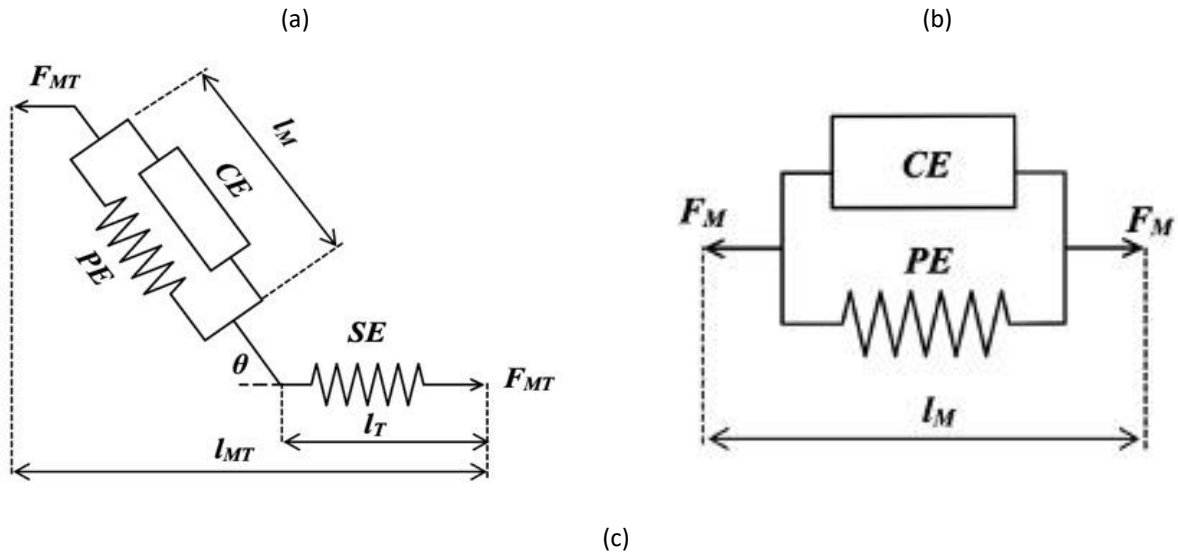 (a)
(b)
F_MT
l_M
CE
PE
SE
θ
F_MT
l_T
l_MT
CE
F_M
F_M
PE
l_M
(c)